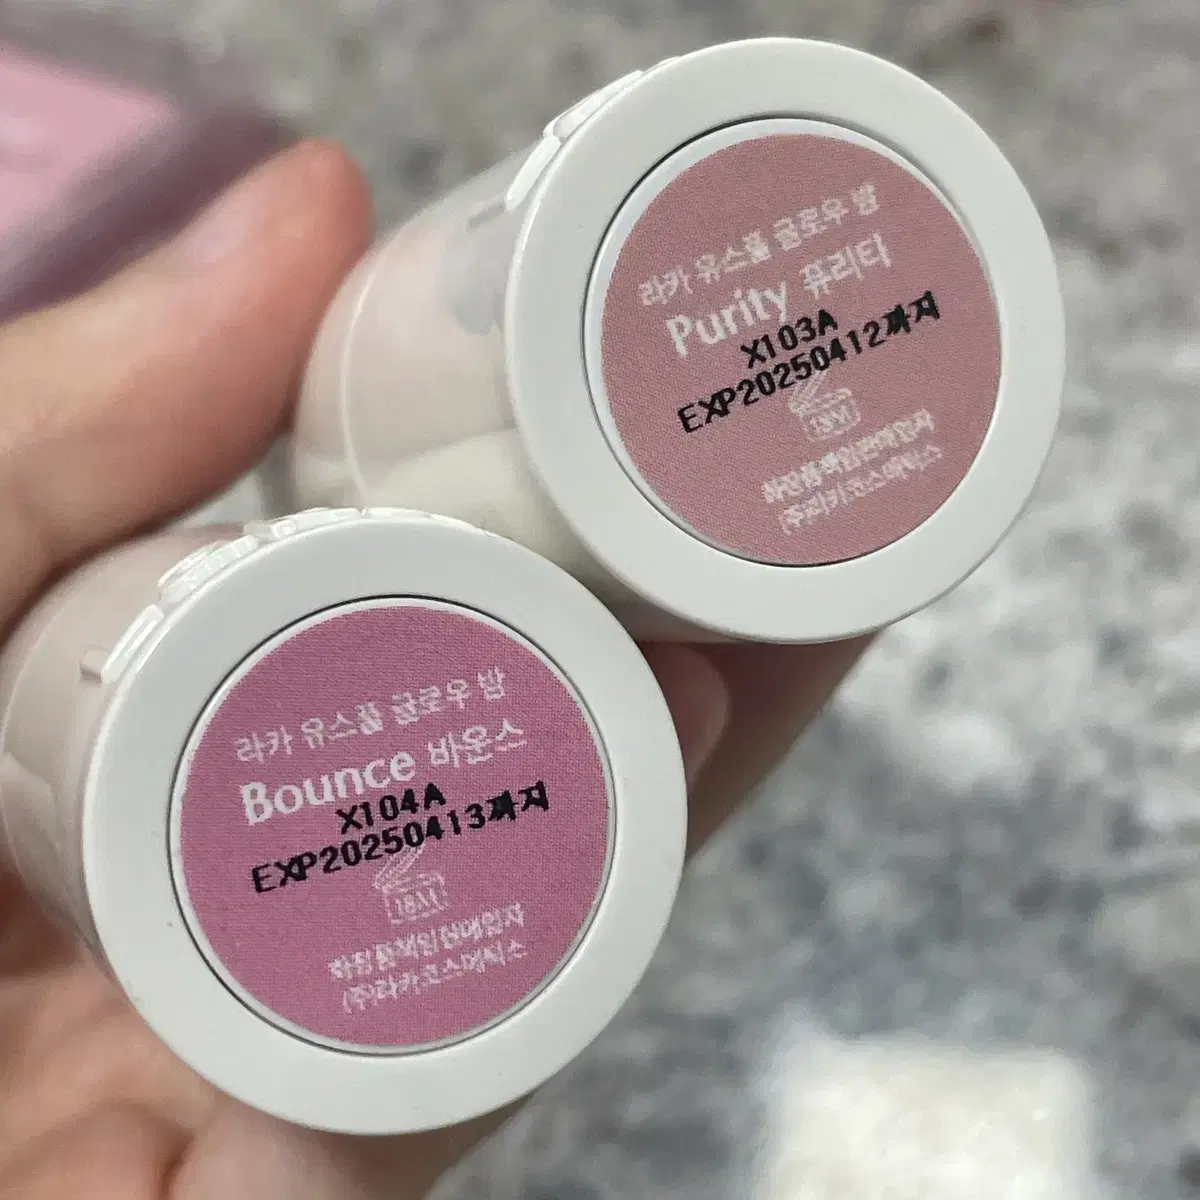 라카 유스풀 글로우 밤
Purity 퓨리티
X103A
EXP20250412까지
18M
화장품책임판매업자
(주)라카코스메틱스
라카 유스풀 글로우 밤
Bounce 바운스
X104A
EXP20250413까지
18M
화장품책임판매업자
(주)라카코스메틱스